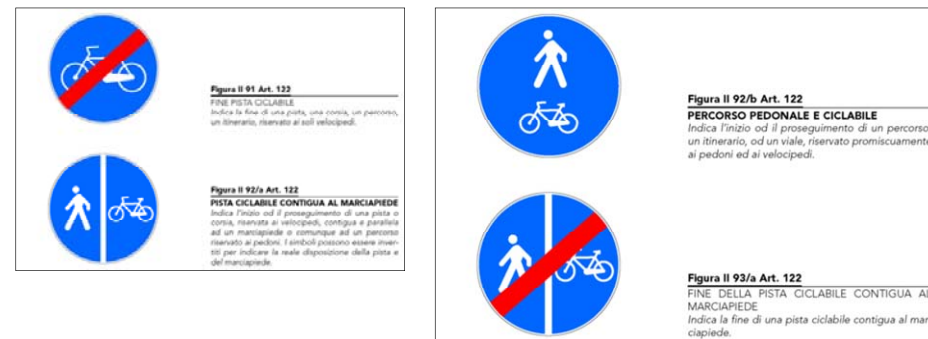 Figura II 91 Art. 122
FINE PISTA CICLABILE
Indica la fine di una pista, una corsia, un percorso,
un itinerario, riservato ai soli velocipedi.
Figura II 92/a Art. 122
PISTA CICLABILE CONTIGUA AL MARCIAPIEDE
Indica l'inizio od il proseguimento di una pista o
corsia, riservata ai velocipedi, contigua e parallela
ad un marciapiede o comunque ad un percorso
riservato ai pedoni. I simboli possono essere inver-
titi per indicare la reale disposizione della pista e
del marciapiede.
Figura II 92/b Art. 122
PERCORSO PEDONALE E CICLABILE
Indica l'inizio od il proseguimento di un percorso
un itinerario, od un viale, riservato promiscuamente
ai pedoni ed ai velocipedi.
Figura II 93/a Art. 122
FINE DELLA PISTA CICLABILE CONTIGUA AL
MARCIAPIEDE
Indica la fine di una pista ciclabile contigua al mar
ciapiede.